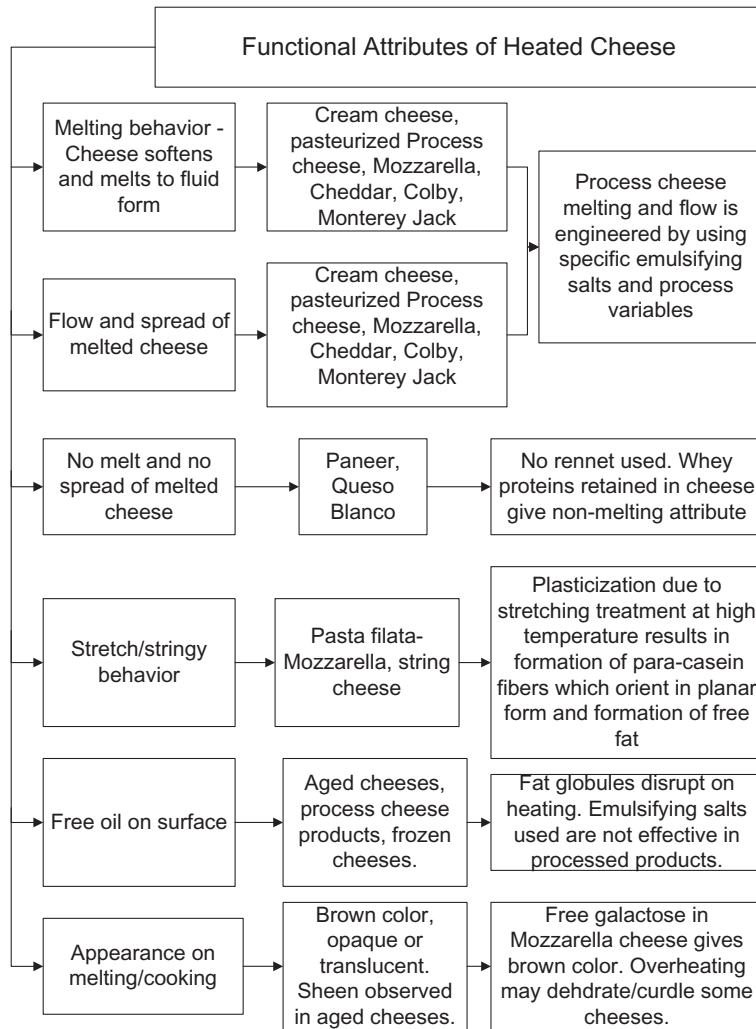 Functional Attributes of Heated Cheese
Melting behavior -
Cheese softens
and melts to fluid
form
Cream cheese,
pasteurized Process
cheese, Mozzarella,
Cheddar, Colby,
Monterey Jack
Process cheese
melting and flow is
engineered by using
specific emulsifying
salts and process
variables
Flow and spread of
melted cheese
Cream cheese,
pasteurized Process
cheese, Mozzarella,
Cheddar, Colby,
Monterey Jack
No melt and no
spread of melted
cheese
Paneer,
Queso
Blanco
No rennet used. Whey
proteins retained in cheese
give non-melting attribute
Stretch/stringy
behavior
Pasta filata-
Mozzarella, string
cheese
Plasticization due to
stretching treatment at high
temperature results in
formation of para-casein
fibers which orient in planar
form and formation of free
fat
Free oil on surface
Aged cheeses,
process cheese
products, frozen
cheeses.
Fat globules disrupt on
heating. Emulsifying salts
used are not effective in
processed products.
Appearance on
melting/cooking
Brown color,
opaque or
translucent.
Sheen observed
in aged cheeses.
Free galactose in
Mozzarella cheese gives
brown color. Overheating
may dehdrate/curdle some
cheeses.